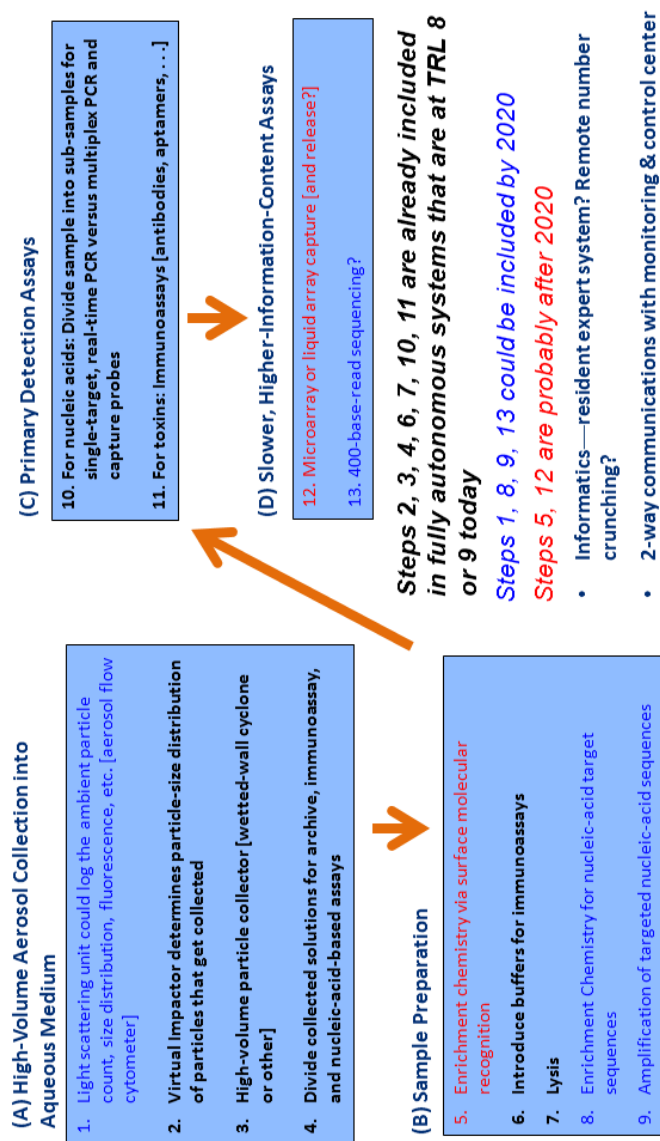 (A) High-Volume Aerosol Collection into
Aqueous Medium
1. Light scattering unit could log the ambient particle
count, size distribution, fluorescence, etc. [aerosol flow
cytometer]
2. Virtual Impactor determines particle-size distribution
of particles that get collected
3. High-volume particle collector [wetted-wall cyclone
or other]
4. Divide collected solutions for archive, immunoassay,
and nucleic-acid-based assays
(B) Sample Preparation
5. Enrichment chemistry via surface molecular
recognition
6. Introduce buffers for immunoassays
7. Lysis
8. Enrichment Chemistry for nucleic-acid target
sequences
9. Amplification of targeted nucleic-acid sequences
(C) Primary Detection Assays
10. For nucleic acids: Divide sample into sub-samples for
single-target, real-time PCR versus multiplex PCR and
capture probes
11. For toxins: Immunoassays [antibodies, aptamers, ...]
(D) Slower, Higher-Information-Content Assays
12. Microarray or liquid array capture [and release?]
13. 400-base-read sequencing?
Steps 2, 3, 4, 6, 7, 10, 11 are already included
in fully autonomous systems that are at TRL 8
or 9 today
Steps 1, 8, 9, 13 could be included by 2020
Steps 5, 12 are probably after 2020
• Informatics—resident expert system? Remote number
crunching?
• 2-way communications with monitoring & control center